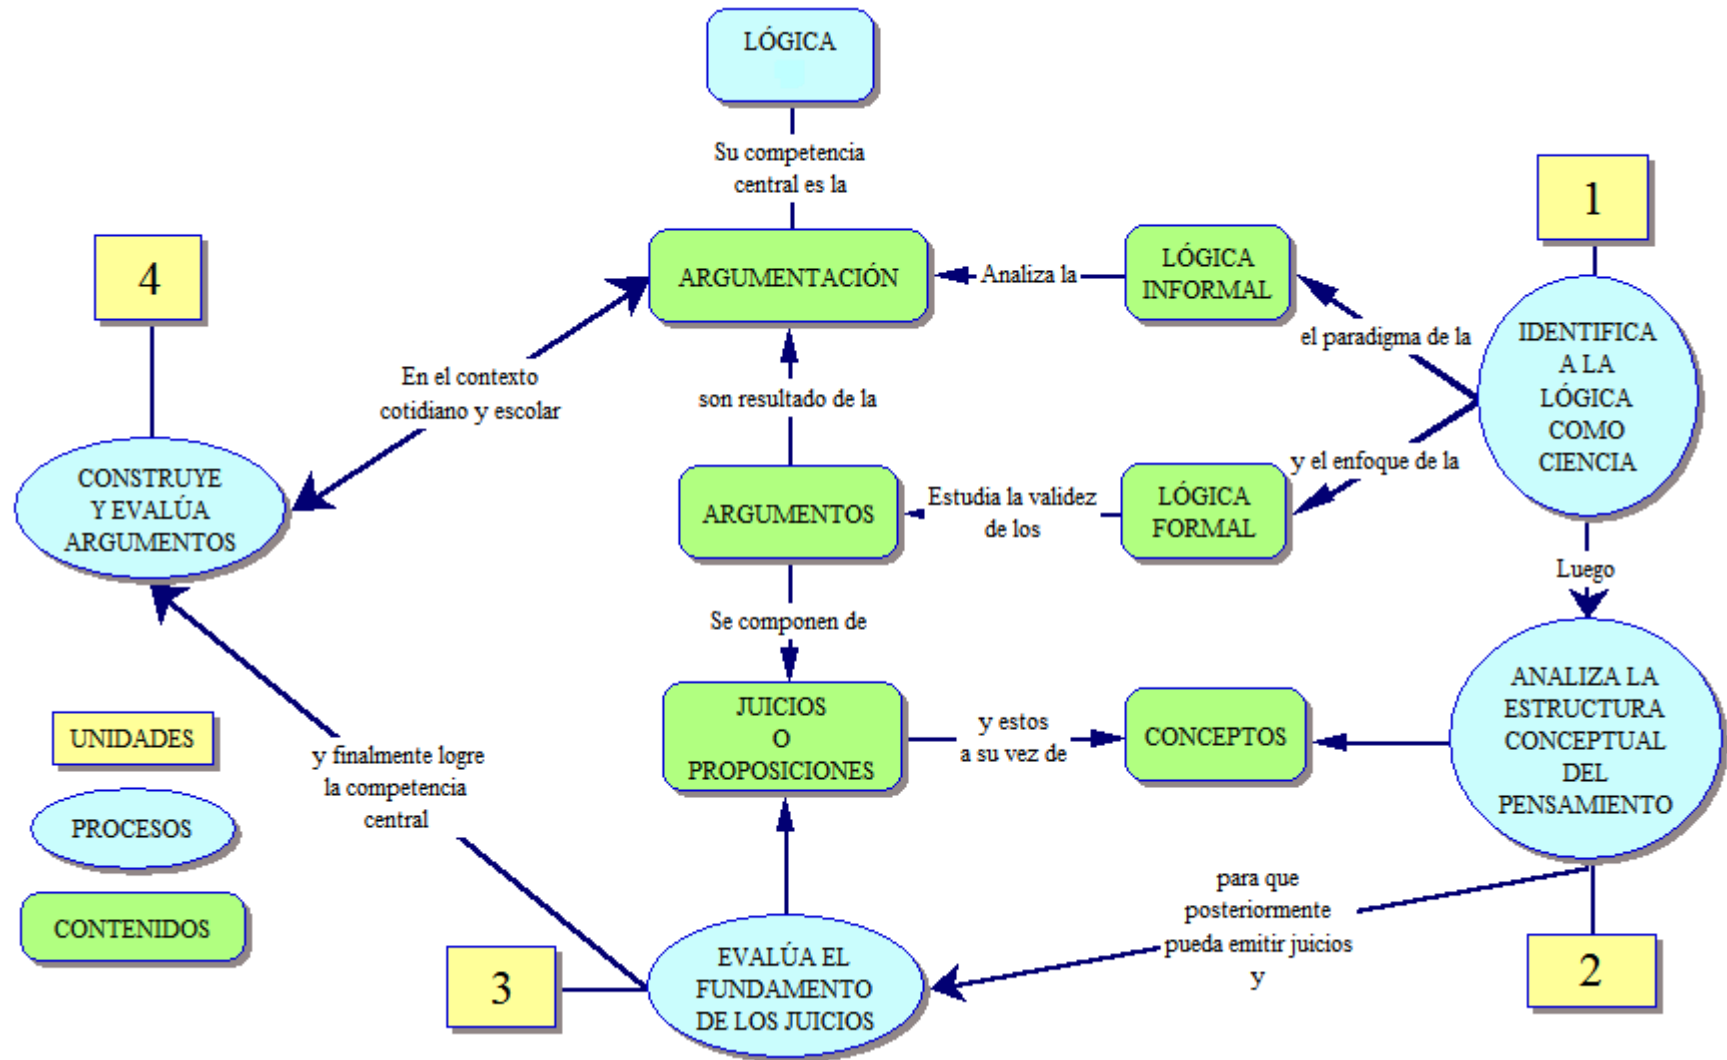 LÓGICA
Su competencia
central es la
1
4
ARGUMENTACIÓN
Analiza la
LÓGICA
INFORMAL
el paradigma de la
IDENTIFICA
A LA
LÓGICA
COMO
CIENCIA
En el contexto
cotidiano y escolar
son resultado de la
y el enfoque de la
CONSTRUYE
Y EVALÚA
ARGUMENTOS
ARGUMENTOS
Estudia la validez
de los
LÓGICA
FORMAL
Luego
Se componen de
JUICIOS
O
PROPOSICIONES
y estos
a su vez de
CONCEPTOS
ANALIZA LA
ESTRUCTURA
CONCEPTUAL
DEL
PENSAMIENTO
UNIDADES
PROCESOS
CONTENIDOS
y finalmente logre
la competencia
central
para que
posteriormente
pueda emitir juicios
y
3
EVALÚA EL
FUNDAMENTO
DE LOS JUICIOS
2